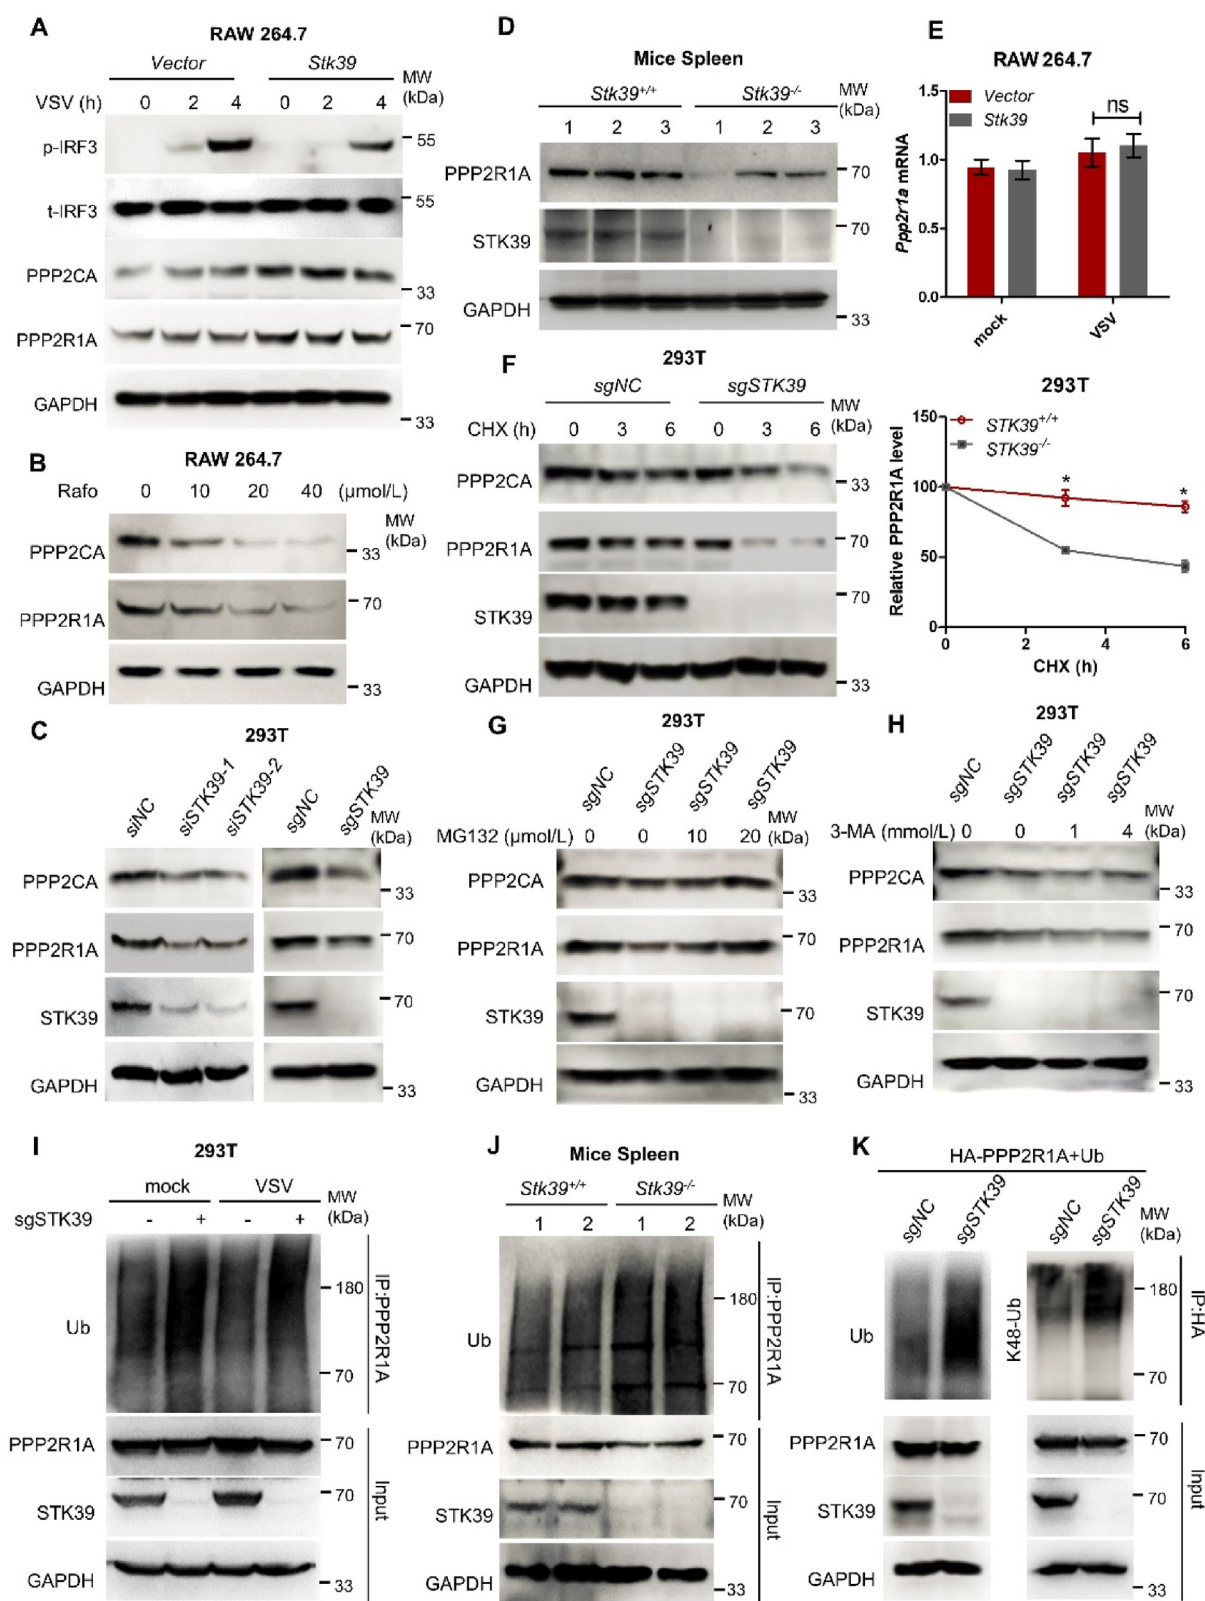 A
RAW 264.7
Vector Stk39
VSV (h) 0 2 4 0 2 4
MW (kDa)
p-IRF3 55
t-IRF3 55
PPP2CA 33
PPP2R1A 70
GAPDH 33
B
RAW 264.7
Rafo 0 10 20 40 (μmol/L)
MW (kDa)
PPP2CA 33
PPP2R1A 70
GAPDH 33
C
293T
siNC siSTK39-1 siSTK39-2 sgNC sgSTK39
MW (kDa)
PPP2CA 33
PPP2R1A 70
STK39 70
GAPDH 33
D
Mice Spleen
Stk39+/+ Stk39-/-
MW (kDa)
1 2 3 1 2 3
PPP2R1A 70
STK39 70
GAPDH 33
E
RAW 264.7
Vector
Stk39
ns
Ppp2r1a mRNA
1.5
1.0
0.5
0.0
mock VSV
F
293T
sgNC sgSTK39
MW (kDa)
CHX (h) 0 3 6 0 3 6
PPP2CA 33
PPP2R1A 70
STK39 70
GAPDH 33
293T
STK39+/+
STK39-/-
Relative PPP2R1A level
150
100
50
0
* *
0 2 4 6
CHX (h)
G
293T
sgNC sgSTK39 sgSTK39 sgSTK39
MW (kDa)
MG132 (μmol/L) 0 0 10 20
PPP2CA 33
PPP2R1A 70
STK39 70
GAPDH 33
H
293T
sgNC sgSTK39 sgSTK39 sgSTK39
MW (kDa)
3-MA (mmol/L) 0 0 1 4
PPP2CA 33
PPP2R1A 70
STK39 70
GAPDH 33
I
293T
mock VSV
MW (kDa)
sgSTK39 - + - +
Ub 180 70
IP:PPP2R1A
PPP2R1A 70
STK39 70
GAPDH 33
Input
J
Mice Spleen
Stk39+/+ Stk39-/-
MW (kDa)
1 2 1 2
Ub 180 70
IP:PPP2R1A
PPP2R1A 70
STK39 70
GAPDH 33
Input
K
HA-PPP2R1A+Ub
sgNC sgSTK39 sgNC sgSTK39
MW (kDa)
Ub K48-Ub 180 70
IP:HA
PPP2R1A 70
STK39 70
GAPDH 33
Input